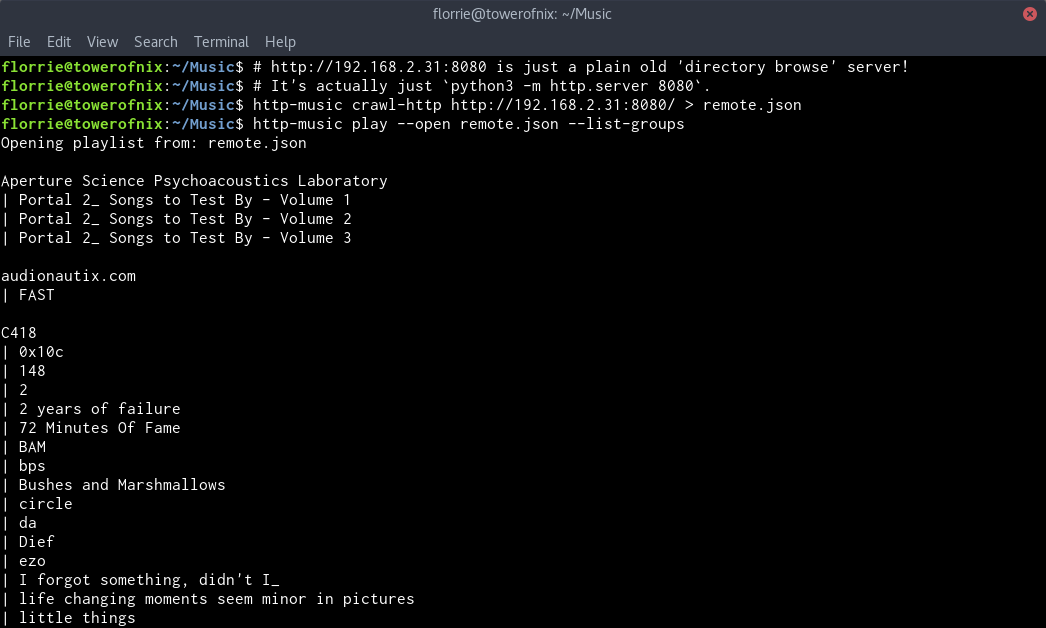 florrie@towerofnix: ~/Music
File Edit View Search Terminal Help
florrie@towerofnix:~/Music$ # http://192.168.2.31:8080 is just a plain old 'directory browse' server!
florrie@towerofnix:~/Music$ # It's actually just `python3 -m http.server 8080`.
florrie@towerofnix:~/Music$ http-music crawl-http http://192.168.2.31:8080/ > remote.json
florrie@towerofnix:~/Music$ http-music play --open remote.json --list-groups
Opening playlist from: remote.json
Aperture Science Psychoacoustics Laboratory
| Portal 2_ Songs to Test By - Volume 1
| Portal 2_ Songs to Test By - Volume 2
| Portal 2_ Songs to Test By - Volume 3
audionautix.com
| FAST
C418
| 0x10c
| 148
| 2
| 2 years of failure
| 72 Minutes Of Fame
| BAM
| bps
| Bushes and Marshmallows
| circle
| da
| Dief
| ezo
| I forgot something, didn't I_
| life changing moments seem minor in pictures
| little things